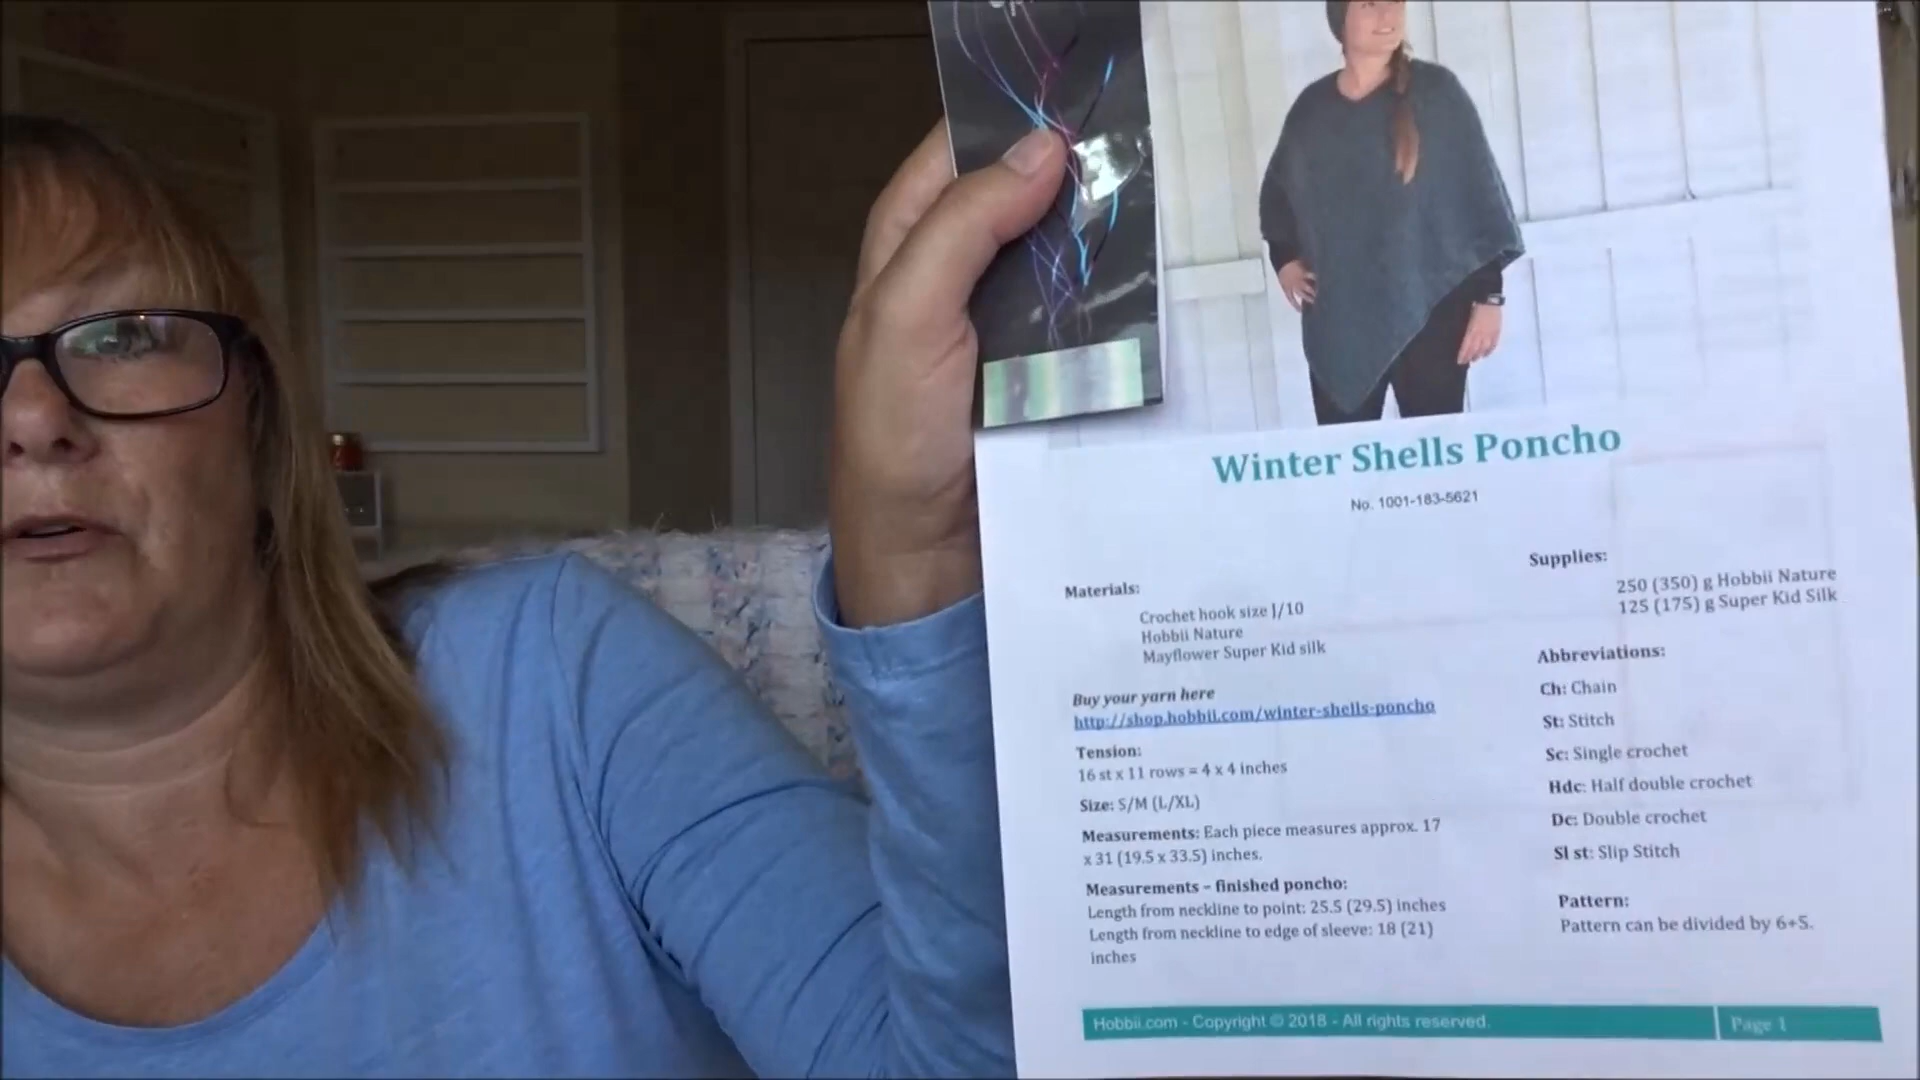 Winter Shells Poncho
No. 1001-183-5621
Materials:
Crochet hook size J/10
Hobbii Nature
Mayflower Super Kid silk
Buy your yarn here
http://shop.hobbii.com/winter-shells-poncho
Tension:
16 st x 11 rows = 4 x 4 inches
Size: S/M (L/XL)
Measurements: Each piece measures approx. 17
x 31 (19.5 x 33.5) inches.
Measurements – finished poncho:
Length from neckline to point: 25.5 (29.5) inches
Length from neckline to edge of sleeve: 18 (21)
inches
Supplies:
250 (350) g Hobbii Nature
125 (175) g Super Kid Silk
Abbreviations:
Ch: Chain
St: Stitch
Sc: Single crochet
Hdc: Half double crochet
Dc: Double crochet
Sl st: Slip Stitch
Pattern:
Pattern can be divided by 6+5.
Hobbii.com - Copyright © 2018 - All rights reserved.
Page 1